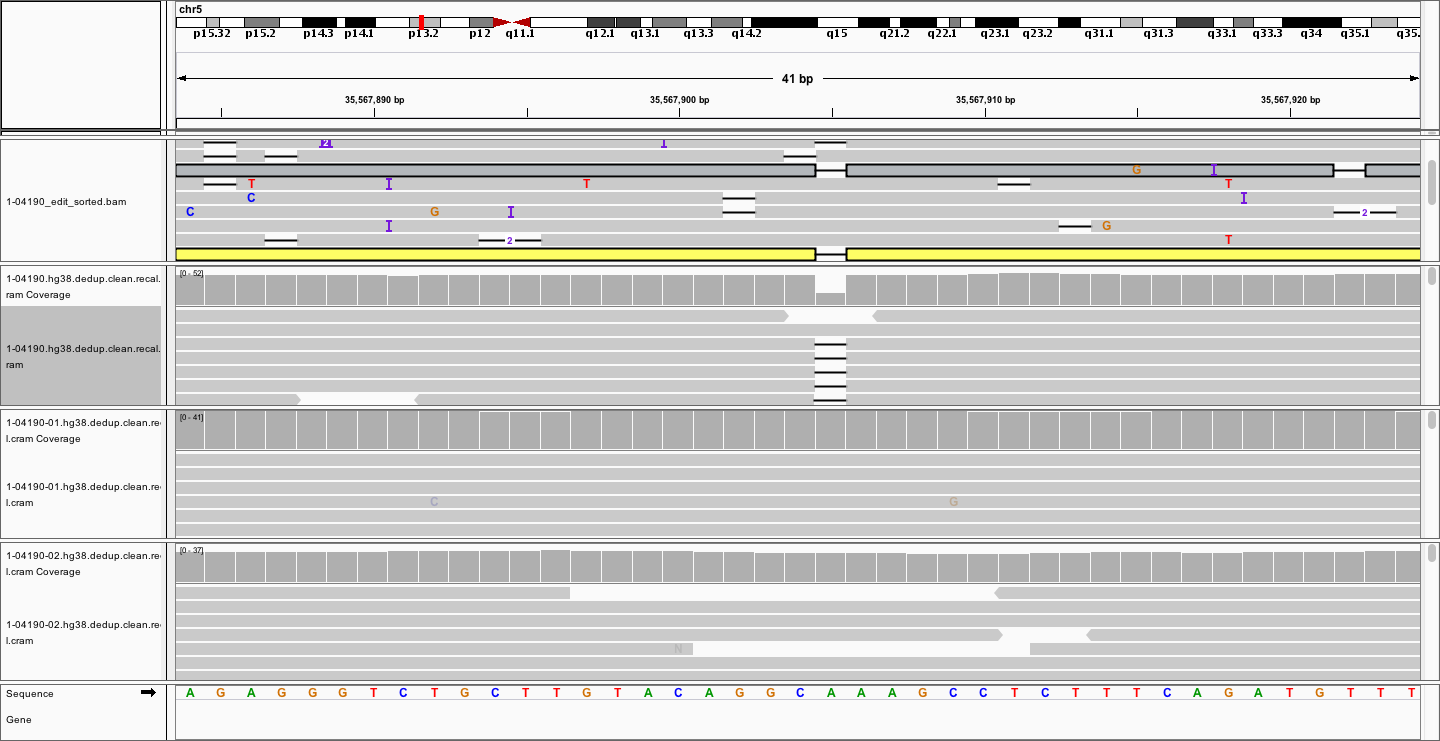 chr5
p15.32 p15.2 p14.3 p14.1 p13.2 p12 q11.1 q12.1 q13.1 q13.3 q14.2 q15 q21.2 q22.1 q23.1 q23.2 q31.1 q31.3 q33.1 q33.3 q34 q35.1 q35.
41 bp
35,567,890 bp 35,567,900 bp 35,567,910 bp 35,567,920 bp
2 I I
G I
T I T T
1-04190_edit_sorted.bam
C I
C G I 2
I G
2 T
[0 - 52]
1-04190.hg38.dedup.clean.recal.
ram Coverage
1-04190.hg38.dedup.clean.recal.
ram
[0 - 41]
1-04190-01.hg38.dedup.clean.re
l.cram Coverage
1-04190-01.hg38.dedup.clean.re
l.cram
C G
[0 - 37]
1-04190-02.hg38.dedup.clean.re
l.cram Coverage
1-04190-02.hg38.dedup.clean.re
l.cram
N
Sequence A G A G G G T C T G C T T G T A C A G G C A A A G C C T C T T T C A G A T G T T T
Gene